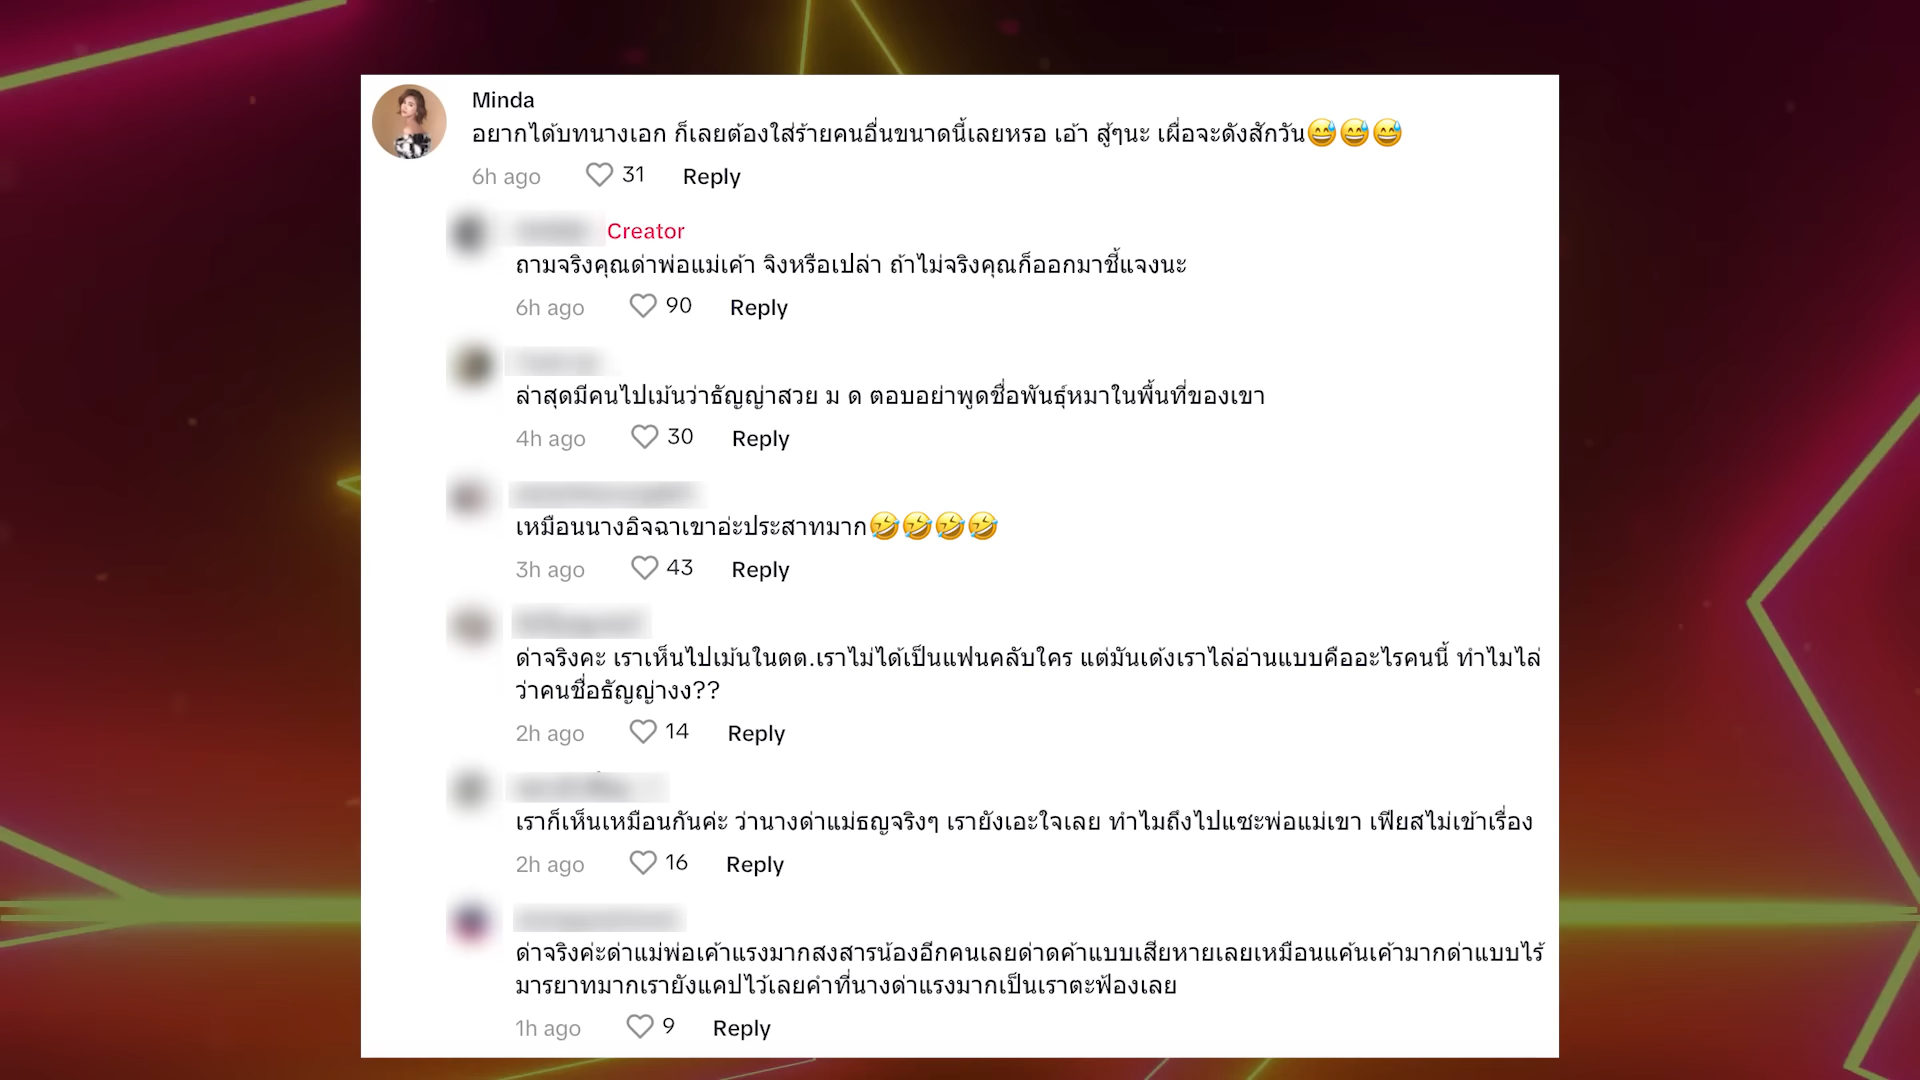 Minda
อยากได้บทนางเอก ก็เลยต้องใส่ร้ายคนอื่นขนาดนี้เลยหรอ เอ้า สู้ๆนะ เผื่อจะดังสักวัน😅😅😅
6h ago 31 Reply
Creator
ถามจริงคุณด่าพ่อแม่เค้า จิงหรือเปล่า ถ้าไม่จริงคุณก็ออกมาชี้แจงนะ
6h ago 90 Reply
ล่าสุดมีคนไปเม้นว่าธัญญ่าสวย ม ด ตอบอย่าพูดชื่อพันธุ์หมาในพื้นที่ของเขา
4h ago 30 Reply
เหมือนนางอิจฉาเขาอ่ะประสาทมาก🤣🤣🤣🤣
3h ago 43 Reply
ด่าจริงคะ เราเห็นไปเม้นในตต.เราไม่ได้เป็นแฟนคลับใคร แต่มันเด้งเราไล่อ่านแบบคืออะไรคนนี้ ทำไมไล่
ว่าคนชื่อธัญญ่างง??
2h ago 14 Reply
เราก็เห็นเหมือนกันค่ะ ว่านางด่าแม่ธญจริงๆ เรายังเอะใจเลย ทำไมถึงไปแซะพ่อแม่เขา เฟียสไม่เข้าเรื่อง
2h ago 16 Reply
ด่าจริงค่ะด่าแม่พ่อเค้าแรงมากสงสารน้องอีกคนเลยด่าดค้าแบบเสียหายเลยเหมือนแค้นเค้ามากด่าแบบไร้
มารยาทมากเรายังแคปไว้เลยคำที่นางด่าแรงมากเป็นเราตะฟ้องเลย
1h ago 9 Reply